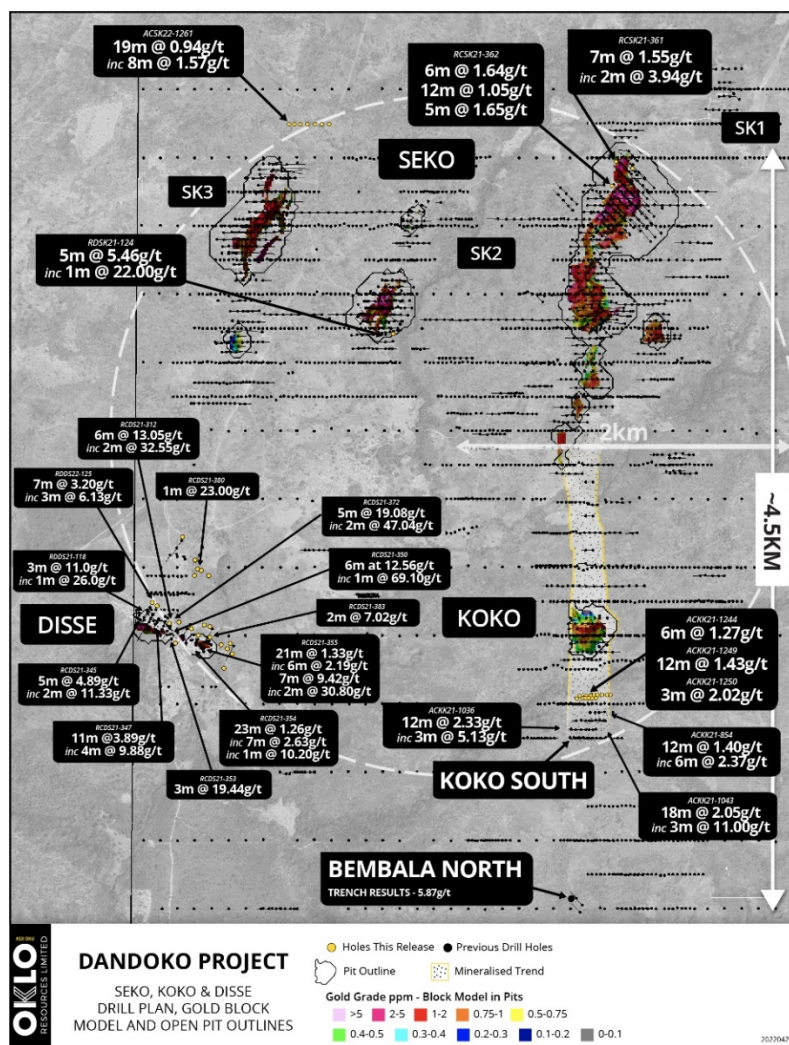 ACSK22-1261
19m @ 0.94g/t
inc 8m @ 1.57g/t
RCSK21-362
6m @ 1.64g/t
12m @ 1.05g/t
5m @ 1.65g/t
RCSK21-361
7m @ 1.55g/t
inc 2m @ 3.94g/t
SK1
SEKO
SK3
SK2
RDSK21-124
5m @ 5.46g/t
inc 1m @ 22.00g/t
2km
~4.5KM
RCDS21-312
6m @ 13.05g/t
inc 2m @ 32.55g/t
RDDS22-125
7m @ 3.20g/t
inc 3m @ 6.13g/t
RCDS21-380
1m @ 23.00g/t
RCDS21-372
5m @ 19.08g/t
inc 2m @ 47.04g/t
RDDS21-118
3m @ 11.0g/t
inc 1m @ 26.0g/t
RCDS21-350
6m at 12.56g/t
inc 1m @ 69.10g/t
RCDS21-383
2m @ 7.02g/t
DISSE
KOKO
RCDS21-355
21m @ 1.33g/t
inc 6m @ 2.19g/t
7m @ 9.42g/t
inc 2m @ 30.80g/t
ACKK21-1244
6m @ 1.27g/t
ACKK21-1249
12m @ 1.43g/t
ACKK21-1250
3m @ 2.02g/t
RCDS21-345
5m @ 4.89g/t
inc 2m @ 11.33g/t
RCDS21-347
11m @3.89g/t
inc 4m @ 9.88g/t
RCDS21-354
23m @ 1.26g/t
inc 7m @ 2.63g/t
inc 1m @ 10.20g/t
ACKK21-1036
12m @ 2.33g/t
inc 3m @ 5.13g/t
ACKK21-854
12m @ 1.40g/t
inc 6m @ 2.37g/t
RCDS21-353
3m @ 19.44g/t
KOKO SOUTH
ACKK21-1043
18m @ 2.05g/t
inc 3m @ 11.00g/t
BEMBALA NORTH
TRENCH RESULTS - 5.87g/t
OKLO
RESOURCES LIMITED
DANDOKO PROJECT
SEKO, KOKO & DISSE
DRILL PLAN, GOLD BLOCK
MODEL AND OPEN PIT OUTLINES
Holes This Release
Previous Drill Holes
Pit Outline
Mineralised Trend
Gold Grade ppm - Block Model in Pits
>5 2-5 1-2 0.75-1 0.5-0.75
0.4-0.5 0.3-0.4 0.2-0.3 0.1-0.2 0-0.1